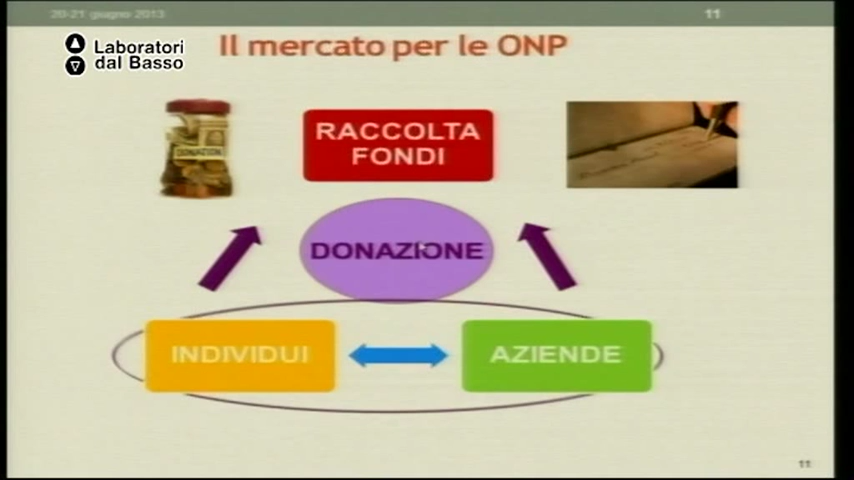 20-21 giugno 2013
11
Laboratori
dal Basso
Il mercato per le ONP
RACCOLTA
FONDI
DONAZIONE
INDIVIDUI
AZIENDE
11